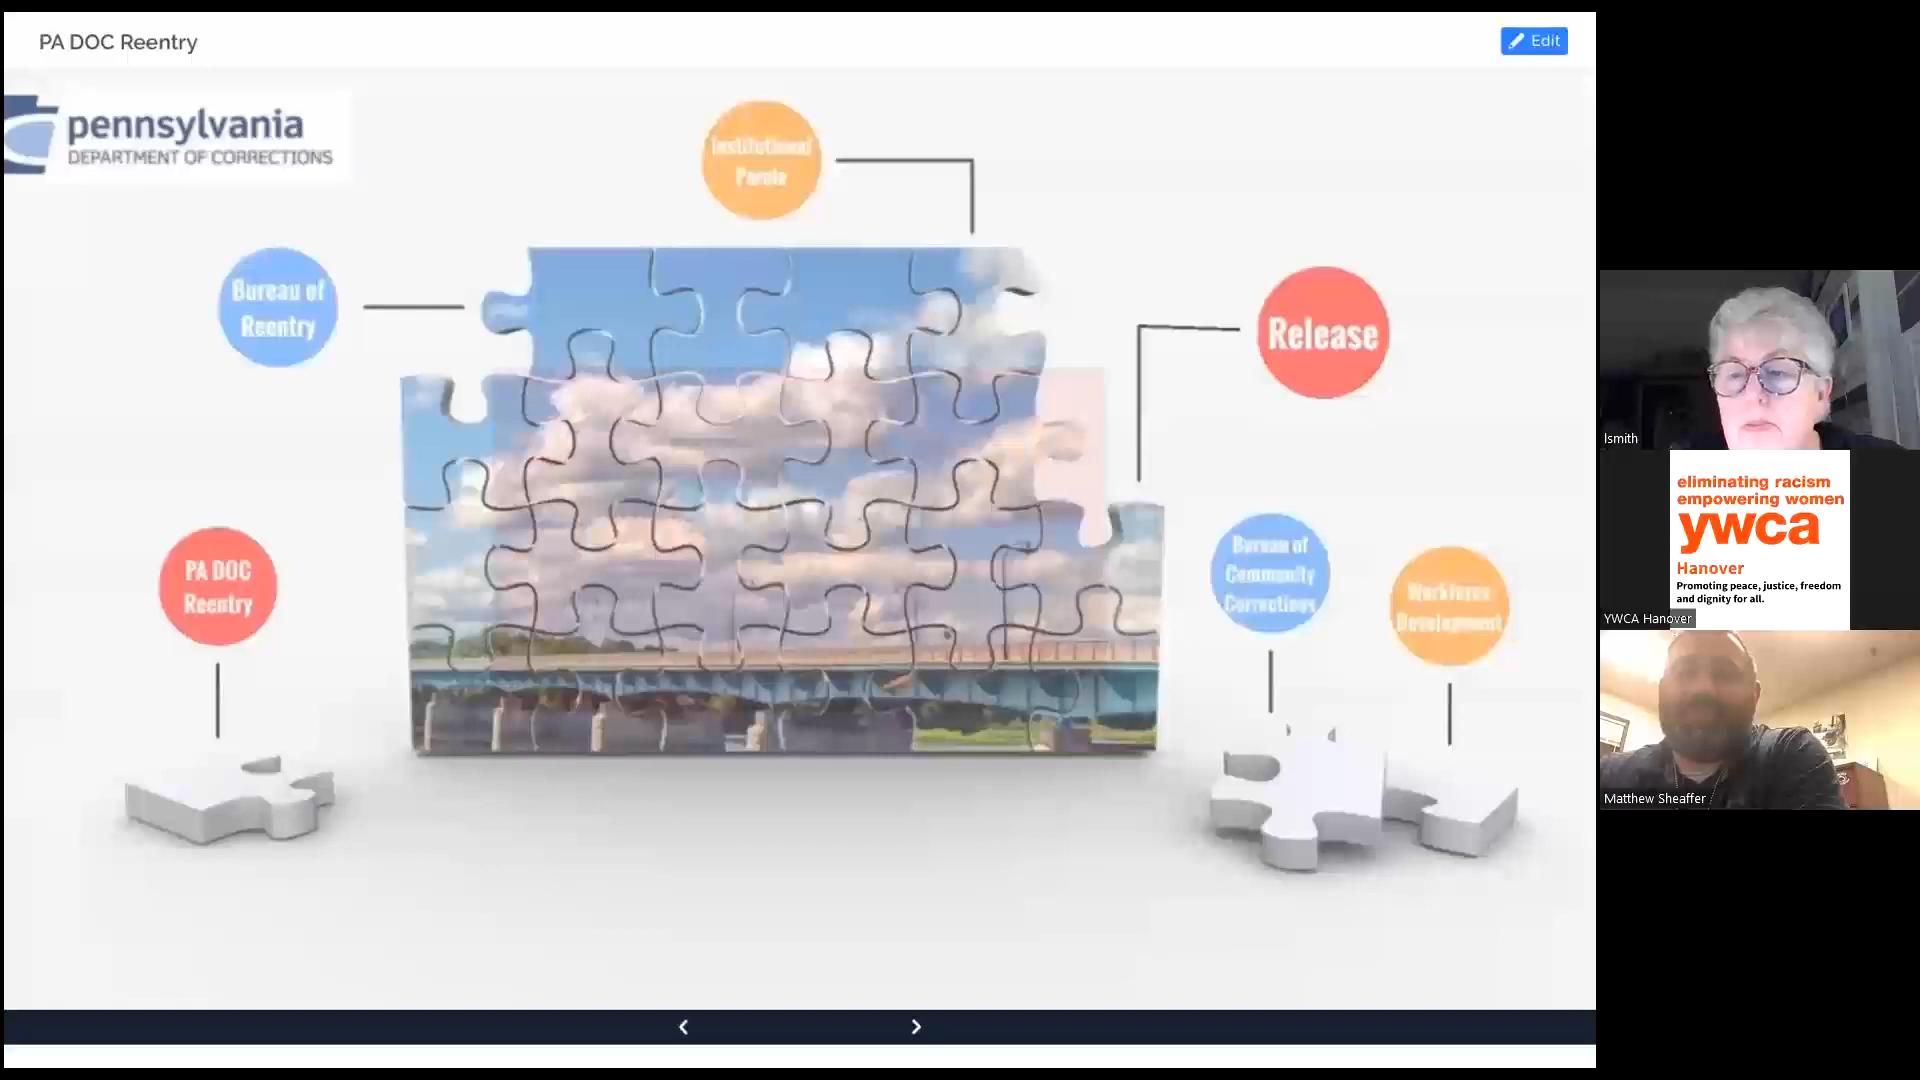 PA DOC Reentry
Edit
pennsylvania
DEPARTMENT OF CORRECTIONS
Institutional
Parole
Bureau of
Reentry
Release
PA DOC
Reentry
Bureau of
Community
Corrections
Workforce
Development
lsmith
eliminating racism
empowering women
ywca
Hanover
Promoting peace, justice, freedom
and dignity for all.
YWCA Hanover
Matthew Sheaffer